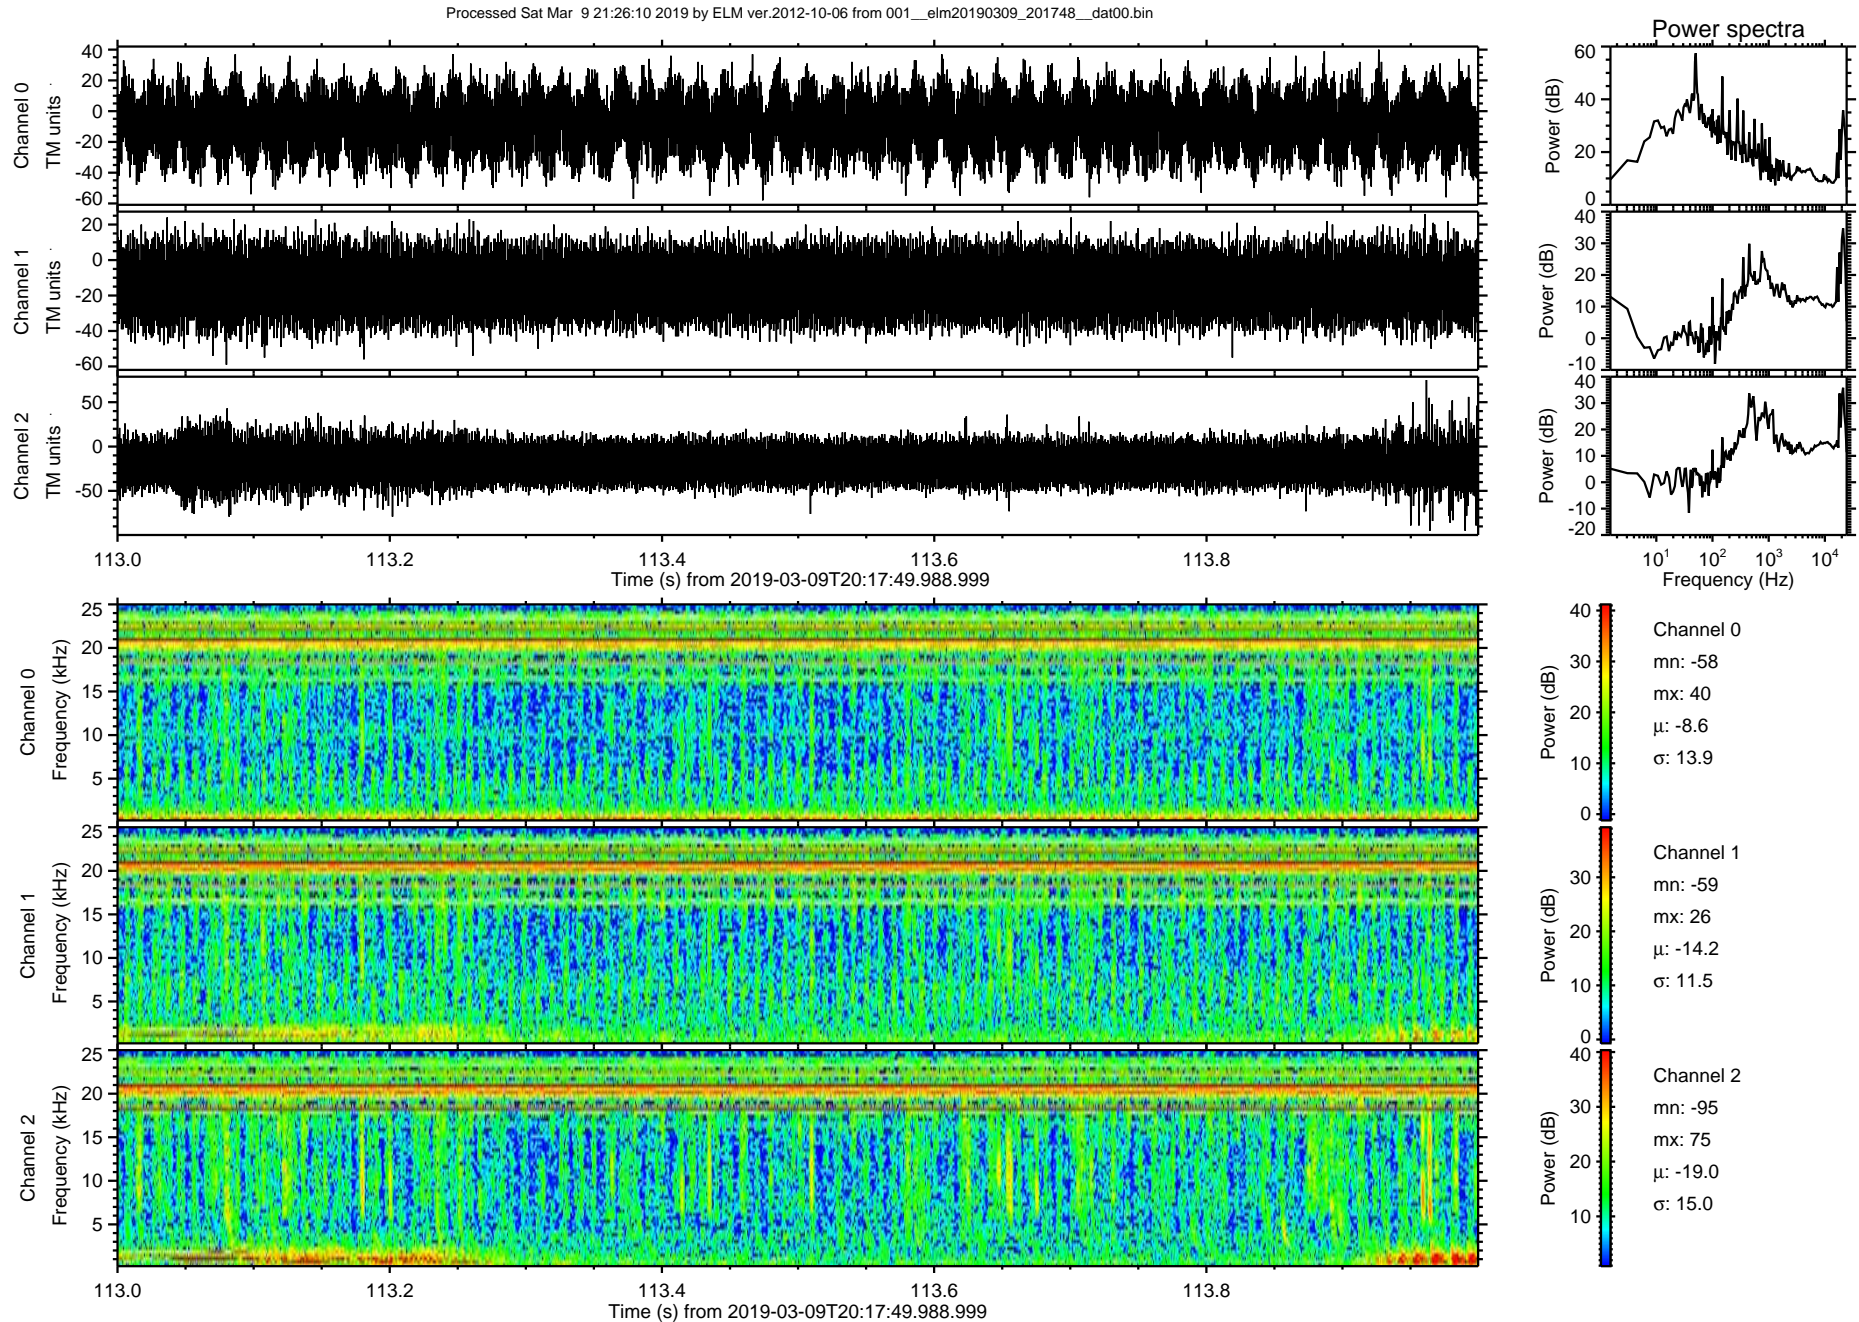 Processed Sat Mar  9 21:26:10 2019 by ELM ver.2012-10-06 from 001__elm20190309_201748__dat00.bin
Power spectra
Channel 0
TM units
40
20
0
-20
-40
-60
Power (dB)
60
40
20
0
Channel 1
TM units
20
0
-20
-40
-60
Power (dB)
40
30
20
10
0
-10
Channel 2
TM units
50
0
-50
Power (dB)
40
30
20
10
0
-10
-20
113.0 113.2 113.4 113.6 113.8
Time (s) from 2019-03-09T20:17:49.988.999
10^1 10^2 10^3 10^4
Frequency (Hz)
Channel 0
Frequency (kHz)
25
20
15
10
5
Power (dB)
40
30
20
10
0
Channel 0
mn: -58
mx: 40
μ: -8.6
σ: 13.9
Channel 1
Frequency (kHz)
25
20
15
10
5
Power (dB)
30
20
10
0
Channel 1
mn: -59
mx: 26
μ: -14.2
σ: 11.5
Channel 2
Frequency (kHz)
25
20
15
10
5
Power (dB)
40
30
20
10
Channel 2
mn: -95
mx: 75
μ: -19.0
σ: 15.0
113.0 113.2 113.4 113.6 113.8
Time (s) from 2019-03-09T20:17:49.988.999